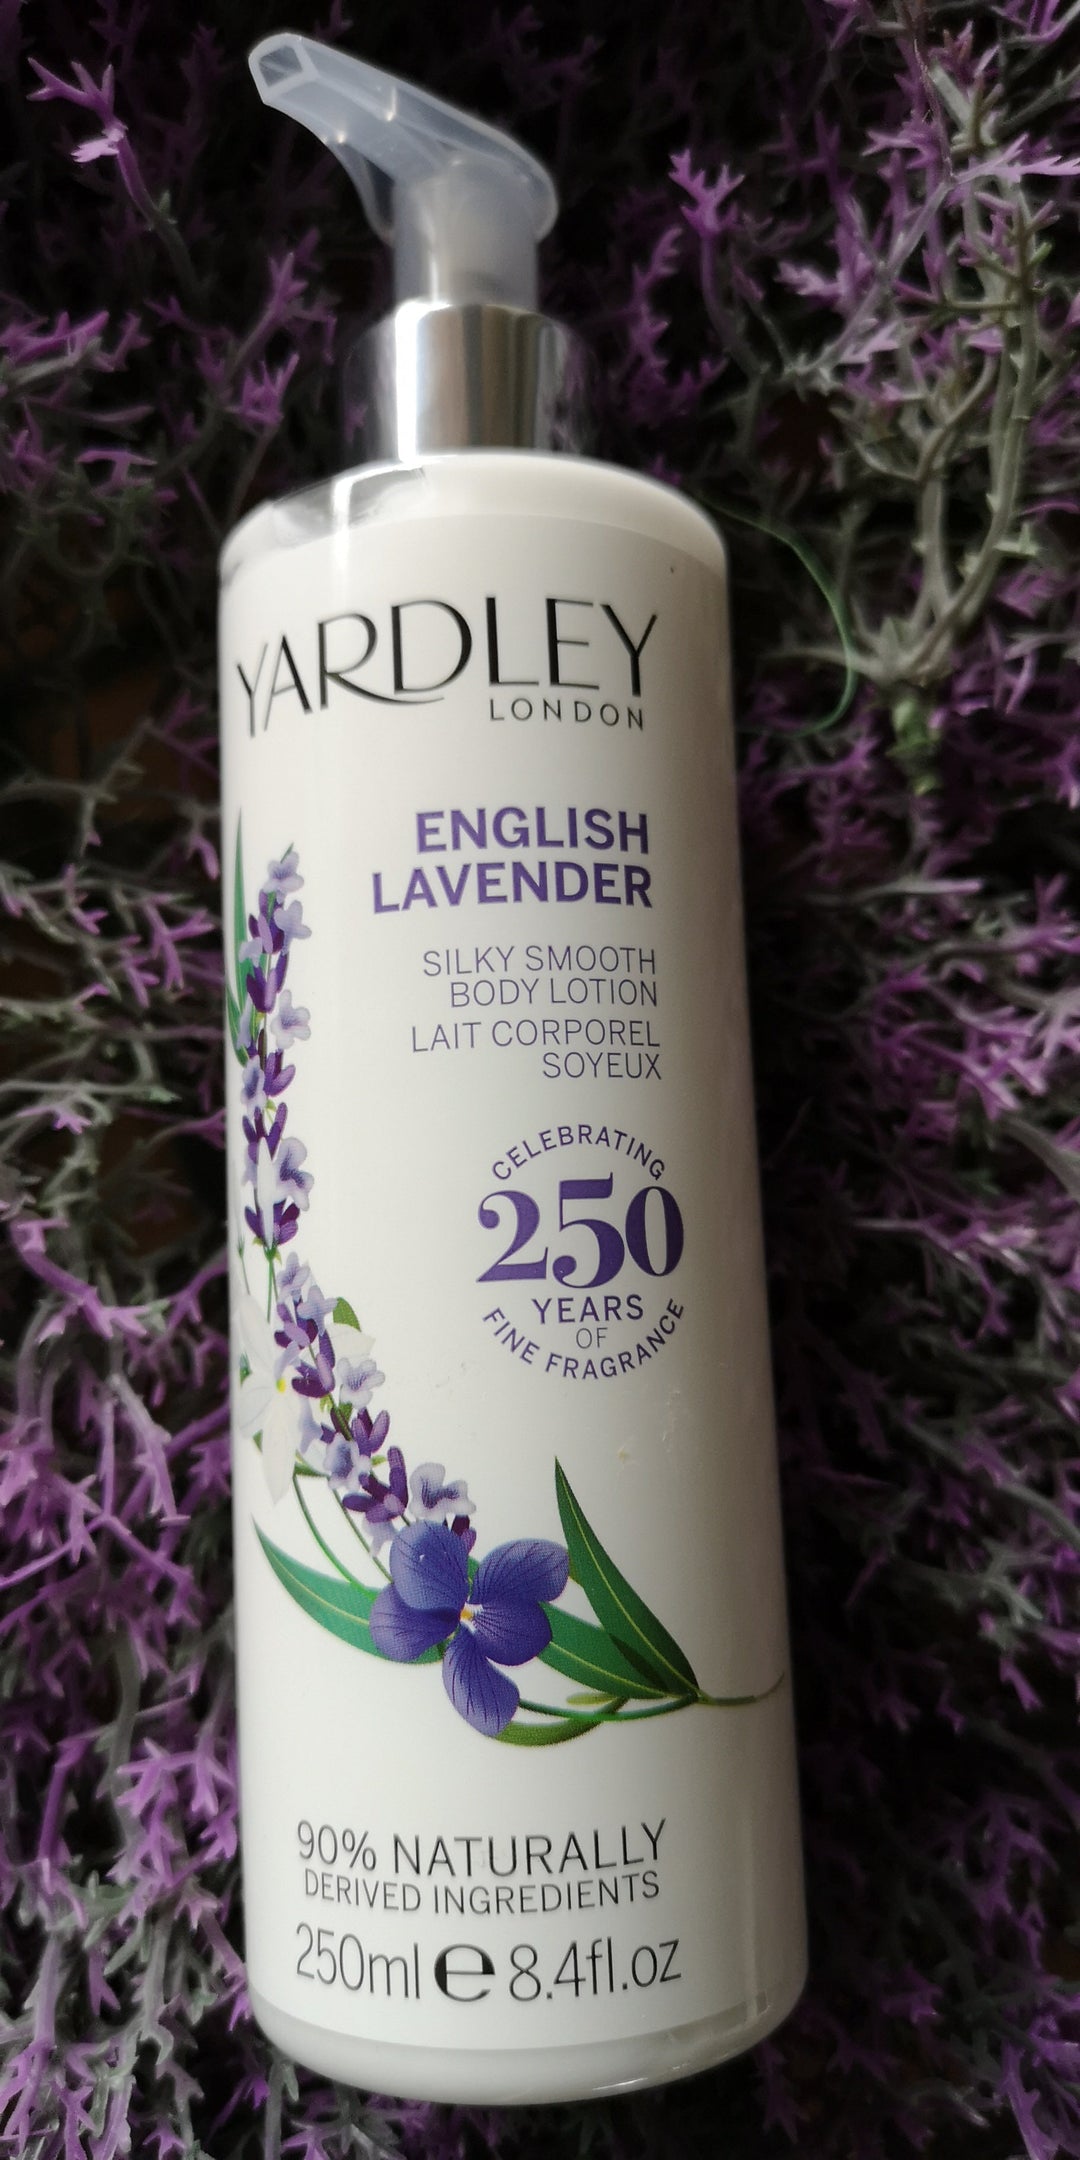 YARDLEY
LONDON
ENGLISH
LAVENDER
SILKY SMOOTH
BODY LOTION
LAIT CORPOREL
SOYEUX
CELEBRATING
250
YEARS
OF
FINE FRAGRANCE
90% NATURALLY
DERIVED INGREDIENTS
250ml e 8.4fl.oz